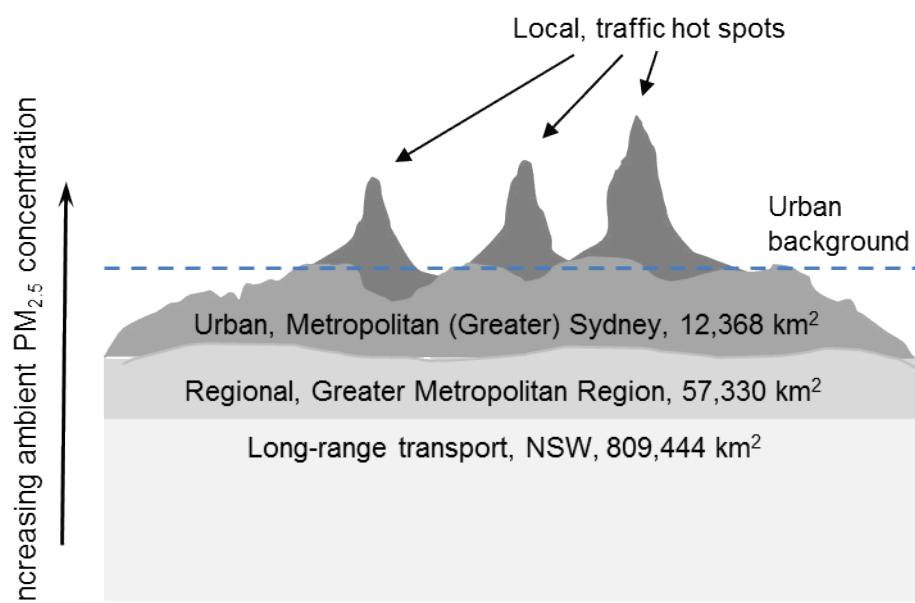 Local, traffic hot spots
Urban
background
Urban, Metropolitan (Greater) Sydney, 12,368 km²
Regional, Greater Metropolitan Region, 57,330 km²
Long-range transport, NSW, 809,444 km²
ncreasing ambient PM₂.₅ concentration